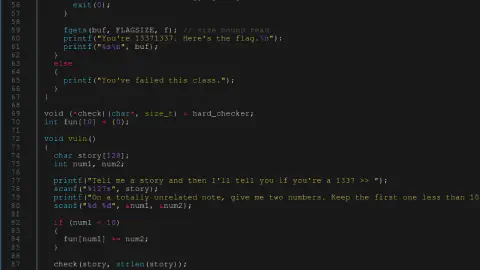 56 exit(0);
57 }
58
59 fgets(buf, FLAGSIZE, f); // size bound read
60 printf("You're 13371337. Here's the flag.\n");
61 printf("%s\n", buf);
62 }
63 else
64 {
65 printf("You've failed this class.");
66 }
67 }
68
69 void (*check)(char*, size_t) = hard_checker;
70 int fun[10] = {0};
71
72 void vuln()
73 {
74 char story[128];
75 int num1, num2;
76
77 printf("Tell me a story and then I'll tell you if you're a 1337 >> ");
78 scanf("%127s", story);
79 printf("On a totally unrelated note, give me two numbers. Keep the first one less than 10
80 scanf("%d %d", &num1, &num2);
81
82 if (num1 < 10)
83 {
84 fun[num1] += num2;
85 }
86
87 check(story, strlen(story));